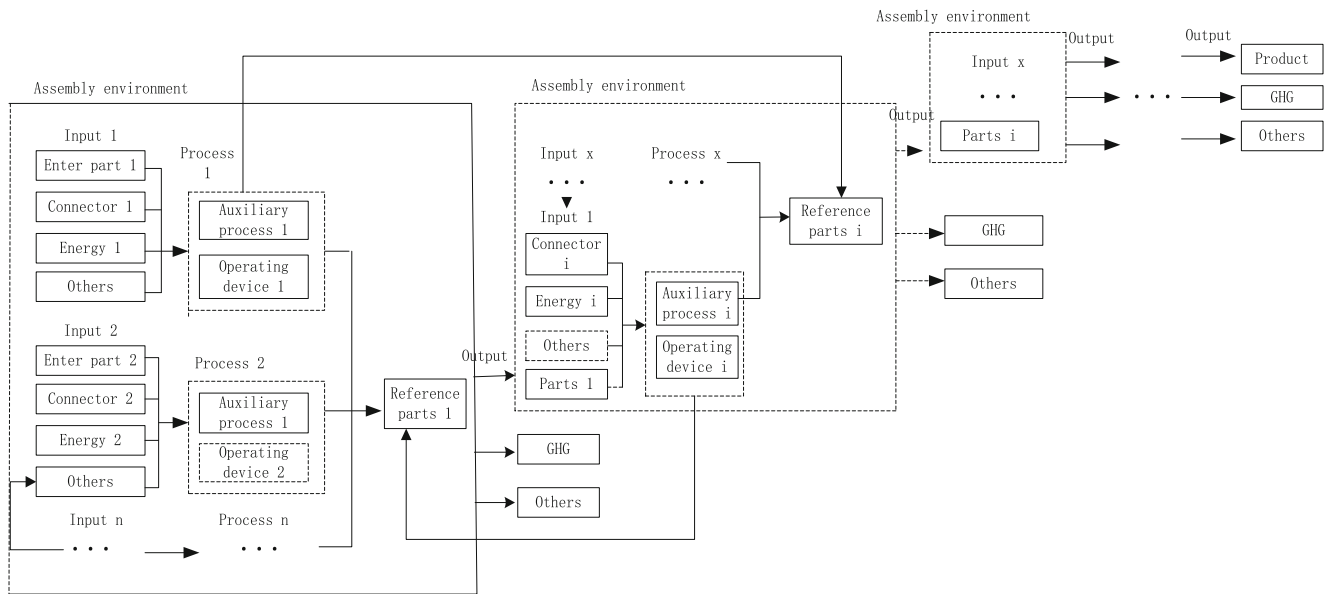 Assembly environment
Input 1
Enter part 1
Connector 1
Energy 1
Others
Process
1
Auxiliary
process 1
Operating
device 1
Input 2
Enter part 2
Connector 2
Energy 2
Others
Process 2
Auxiliary
process 1
Operating
device 2
Input n
. . .
Process n
. . .
Reference
parts 1
Output
GHG
Others
Assembly environment
Input x
. . .
Input 1
Connector
i
Energy i
Others
Parts 1
Process x
. . .
Auxiliary
process i
Operating
device i
Reference
parts i
Output
GHG
Others
Assembly environment
Input x
. . .
Parts i
Output
. . .
Output
Product
GHG
Others